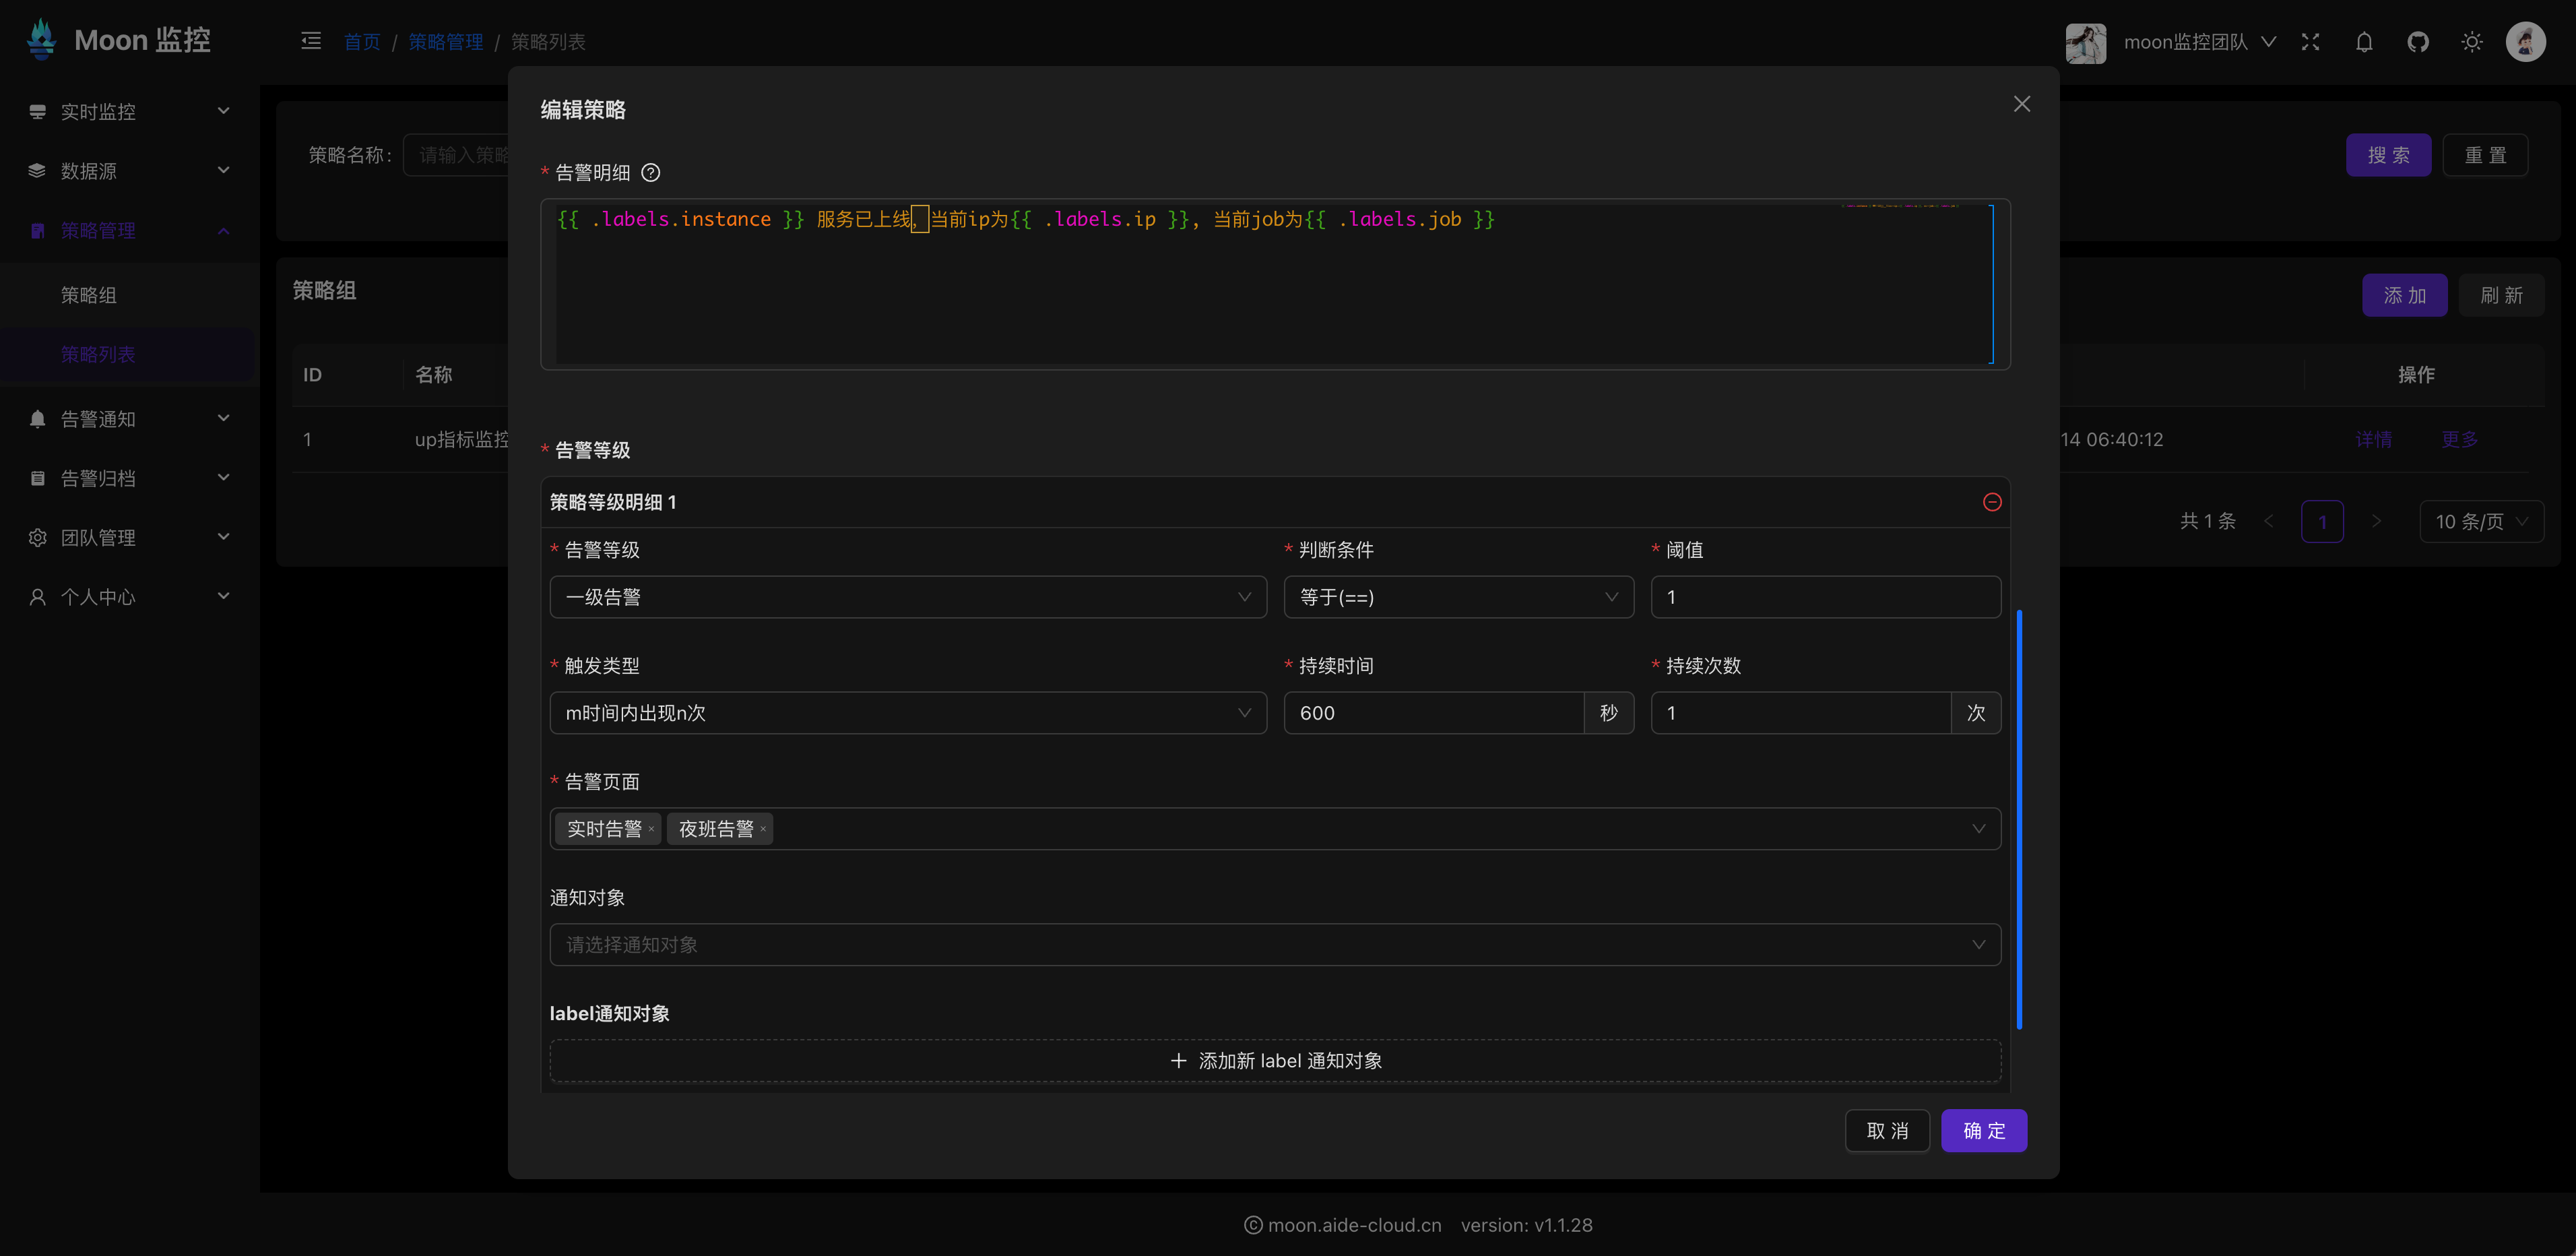 Moon 监控
首页 / 策略管理 / 策略列表
moon监控团队
实时监控
数据源
策略管理
策略组
策略列表
告警通知
告警归档
团队管理
个人中心
策略名称:
请输入策略
搜 索
重 置
策略组
添 加
刷 新
ID
名称
操作
1
up指标监控
14 06:40:12
详情
更多
共 1 条
1
10 条/页
编辑策略
* 告警明细
{{ .labels.instance }} 服务已上线，当前ip为{{ .labels.ip }}, 当前job为{{ .labels.job }}
* 告警等级
策略等级明细 1
* 告警等级
* 判断条件
* 阈值
一级告警
等于(==)
1
* 触发类型
* 持续时间
* 持续次数
m时间内出现n次
600
秒
1
次
* 告警页面
实时告警 ×
夜班告警 ×
通知对象
请选择通知对象
label通知对象
+ 添加新 label 通知对象
取 消
确 定
© moon.aide-cloud.cn version: v1.1.28